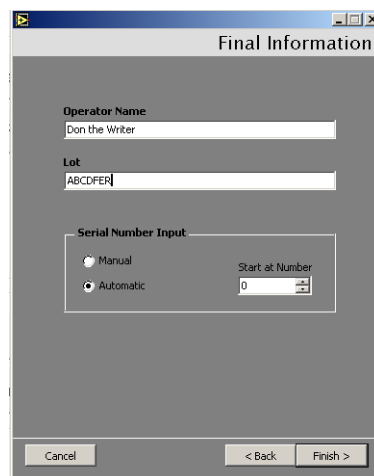 Final Information
Operator Name
Don the Writer
Lot
ABCDFER
Serial Number Input
Manual
Start at Number
Automatic
0
Cancel
< Back
Finish >